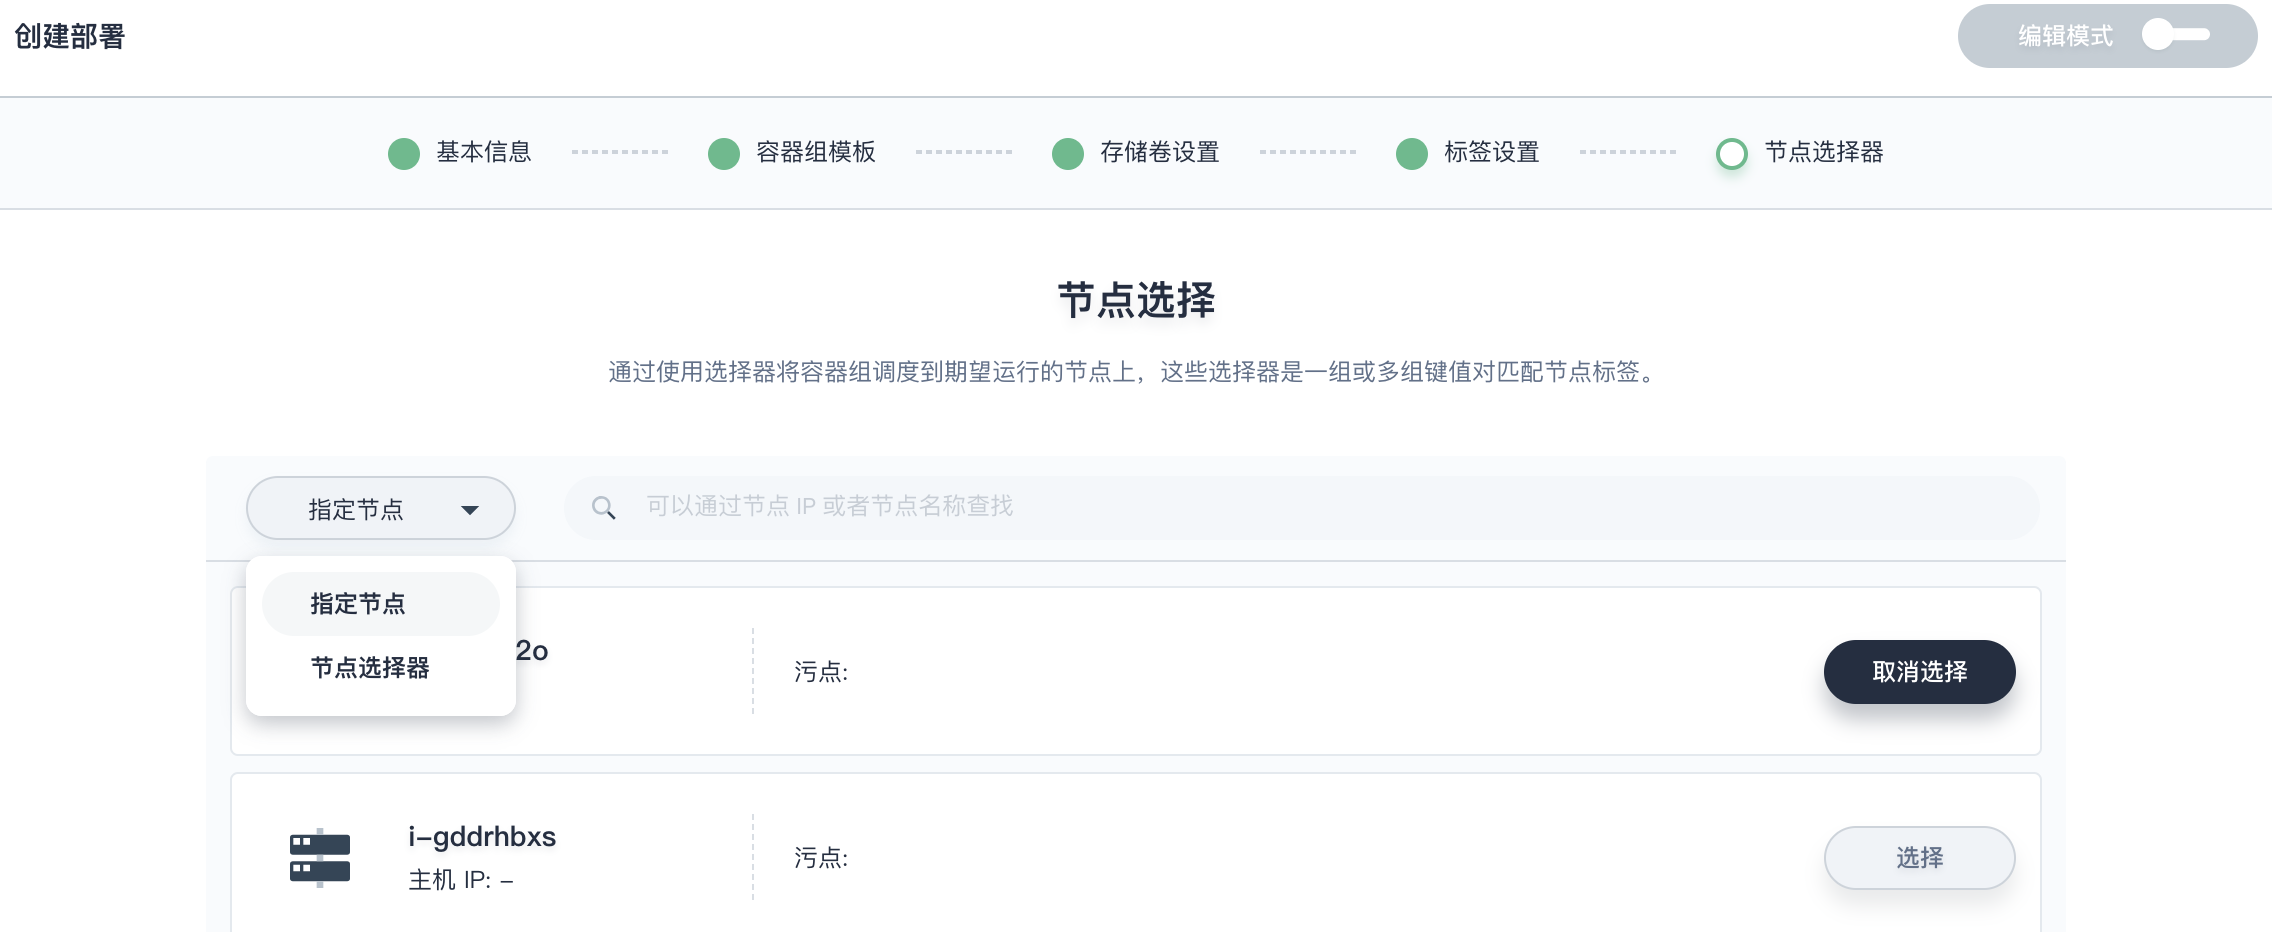 创建部署
编辑模式
基本信息
容器组模板
存储卷设置
标签设置
节点选择器
节点选择
通过使用选择器将容器组调度到期望运行的节点上，这些选择器是一组或多组键值对匹配节点标签。
指定节点
可以通过节点 IP 或者节点名称查找
指定节点
节点选择器
2o
污点:
取消选择
i-gddrhbxs
主机 IP: -
污点:
选择